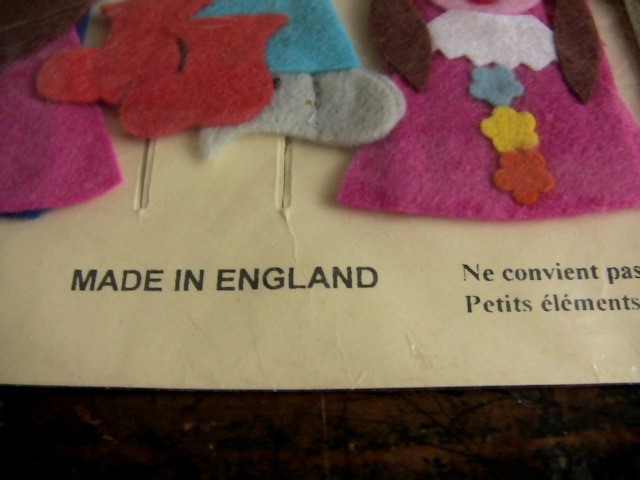 MADE IN ENGLAND
Ne convient pas
Petits éléments